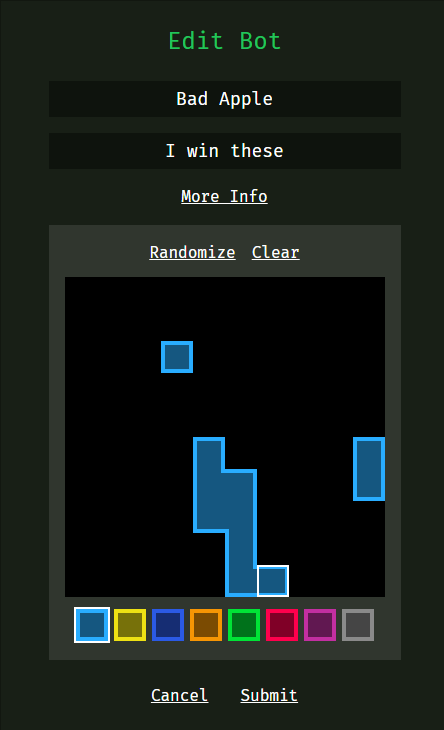 Edit Bot
Bad Apple
I win these
More Info
Randomize Clear
Cancel Submit